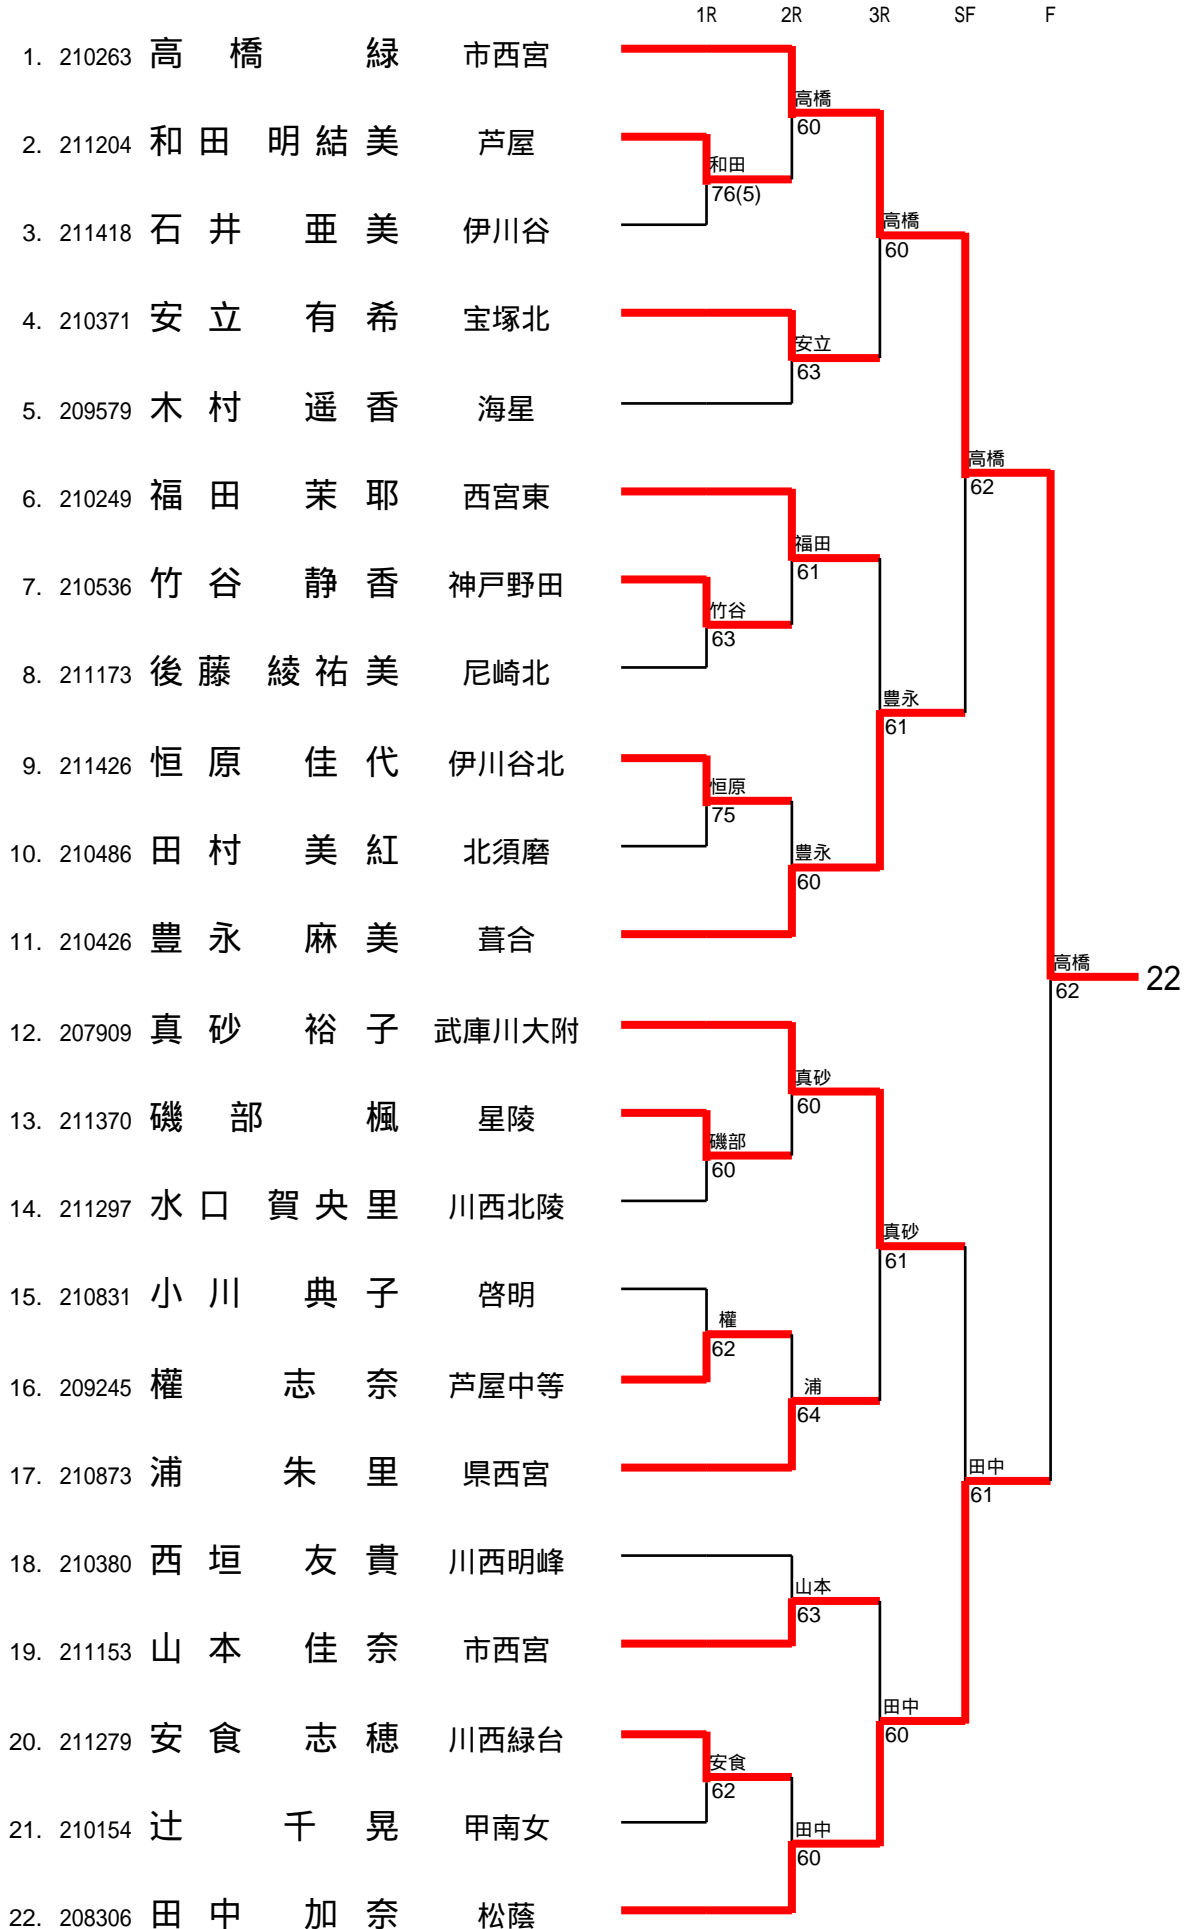 1R 2R 3R SF F
1. 210263 高橋 緑 市西宮
高橋
60
2. 211204 和田 明結美 芦屋
和田
76(5)
3. 211418 石井 亜美 伊川谷
高橋
60
4. 210371 安立 有希 宝塚北
安立
63
5. 209579 木村 遥香 海星
高橋
62
6. 210249 福田 茉耶 西宮東
福田
61
7. 210536 竹谷 静香 神戸野田
竹谷
63
8. 211173 後藤 綾祐美 尼崎北
豊永
61
9. 211426 恒原 佳代 伊川谷北
恒原
75
10. 210486 田村 美紅 北須磨
豊永
60
11. 210426 豊永 麻美 葺合
高橋
62
22
12. 207909 真砂 裕子 武庫川大附
真砂
60
13. 211370 磯部 楓 星陵
磯部
60
14. 211297 水口 賀央里 川西北陵
真砂
61
15. 210831 小川 典子 啓明
權
62
16. 209245 權 志奈 芦屋中等
浦
64
17. 210873 浦 朱里 県西宮
田中
61
18. 210380 西垣 友貴 川西明峰
山本
63
19. 211153 山本 佳奈 市西宮
田中
60
20. 211279 安食 志穂 川西緑台
安食
62
21. 210154 辻 千晃 甲南女
田中
60
22. 208306 田中 加奈 松蔭